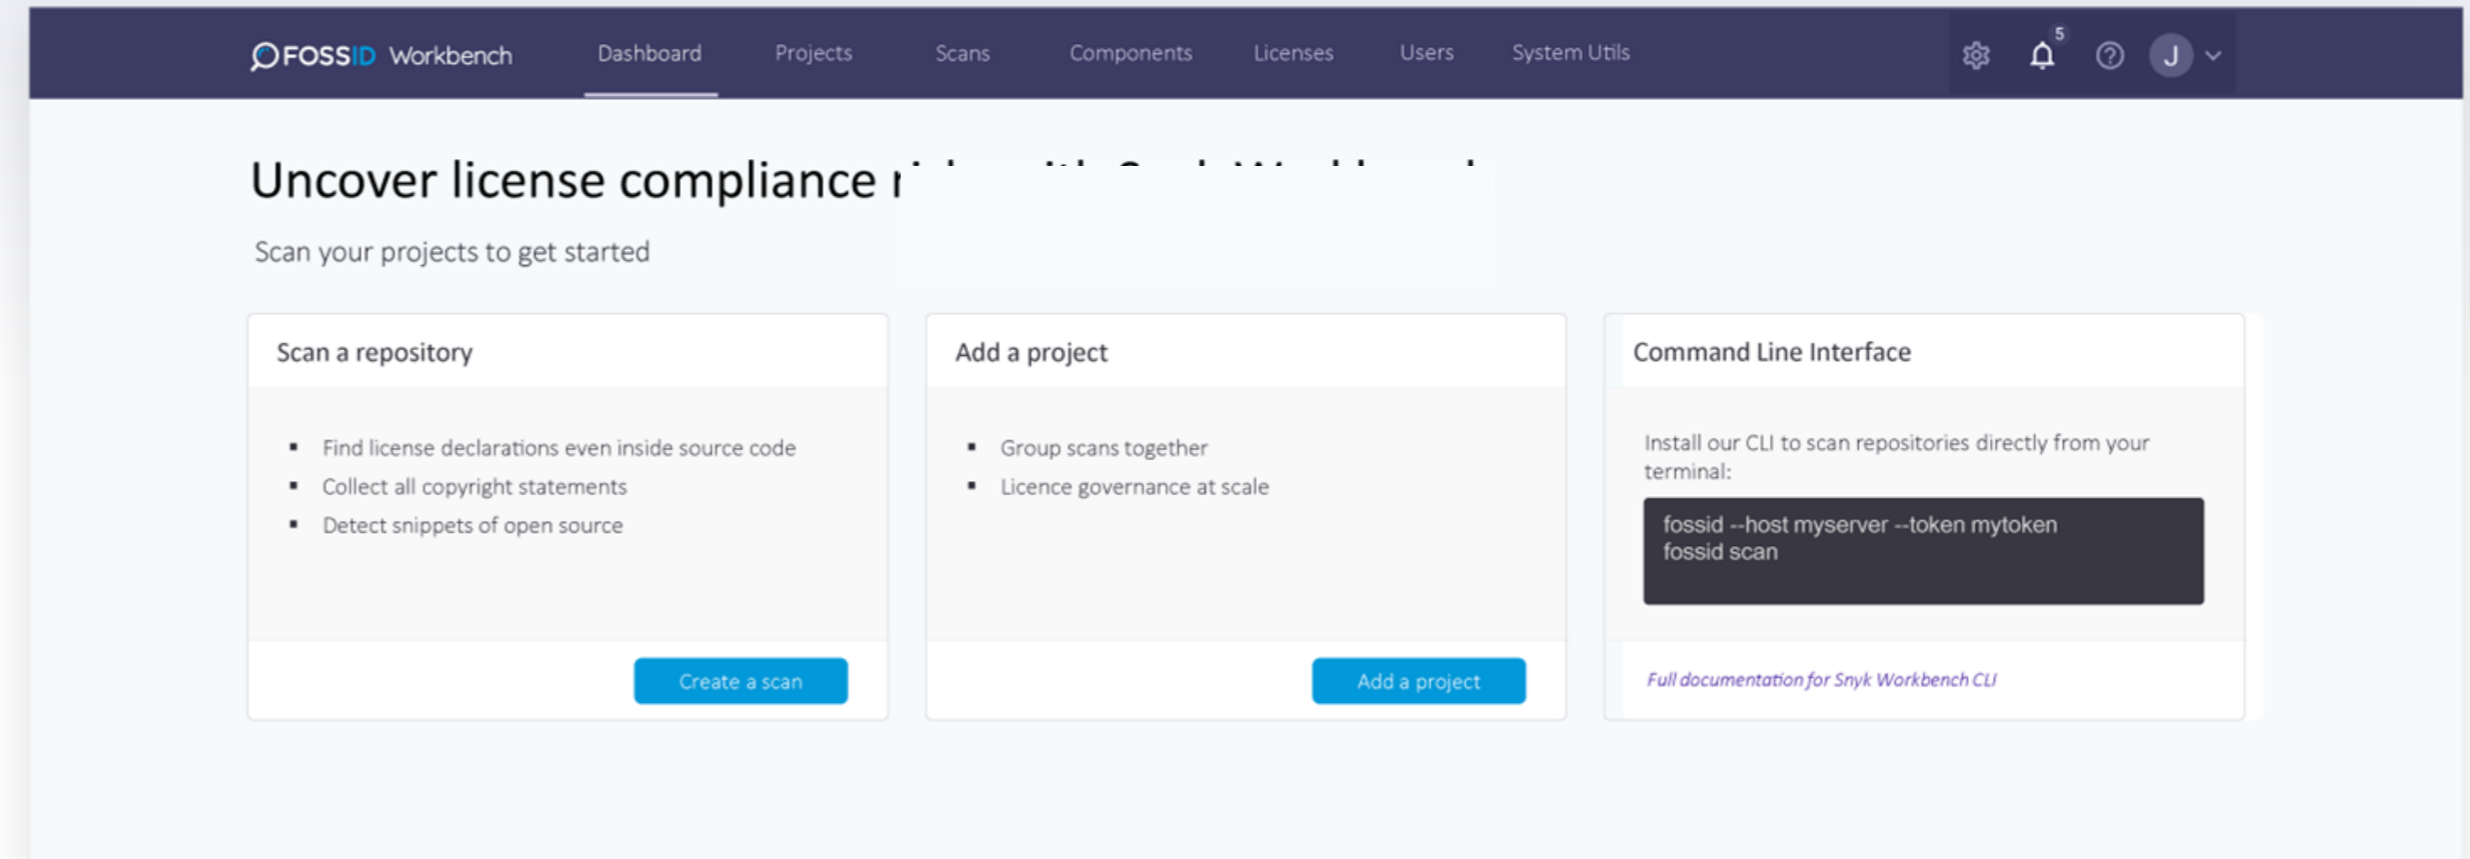 FOSSID Workbench Dashboard Projects Scans Components Licenses Users System Utils 5 J
Uncover license compliance
Scan your projects to get started
Scan a repository
Find license declarations even inside source code
Collect all copyright statements
Detect snippets of open source
Create a scan
Add a project
Group scans together
Licence governance at scale
Add a project
Command Line Interface
Install our CLI to scan repositories directly from your
terminal:
fossid --host myserver --token mytoken
fossid scan
Full documentation for Snyk Workbench CLI